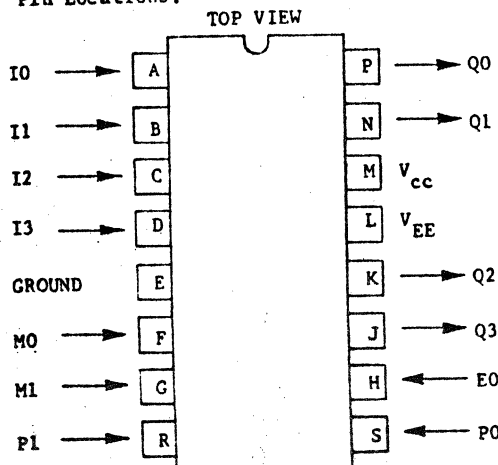 Pin Locations:
TOP VIEW
I0 A P Q0
I1 B N Q1
I2 C M Vcc
I3 D L VEE
GROUND E K Q2
M0 F J Q3
M1 G H E0
P1 R S P0